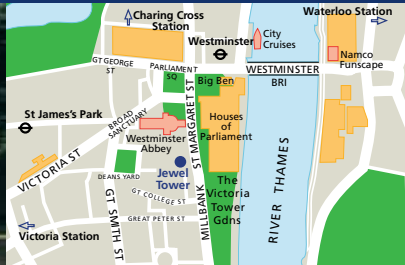 Charing Cross
Station
Waterloo Station
City
Cruises
Westminster
Namco
Funscape
GT GEORGE
ST
PARLIAMENT
SQ
WESTMINSTER
BRI
Big Ben
St James's Park
BROAD
SANCTUARY
ST MARGARET ST
Houses
of
Parliament
Westminster
Abbey
VICTORIA ST
Jewel
Tower
DEANS YARD
The
Victoria
Tower
Gdns
RIVER THAMES
GT COLLEGE ST
MILLBANK
GT SMITH ST
GREAT PETER ST
Victoria Station